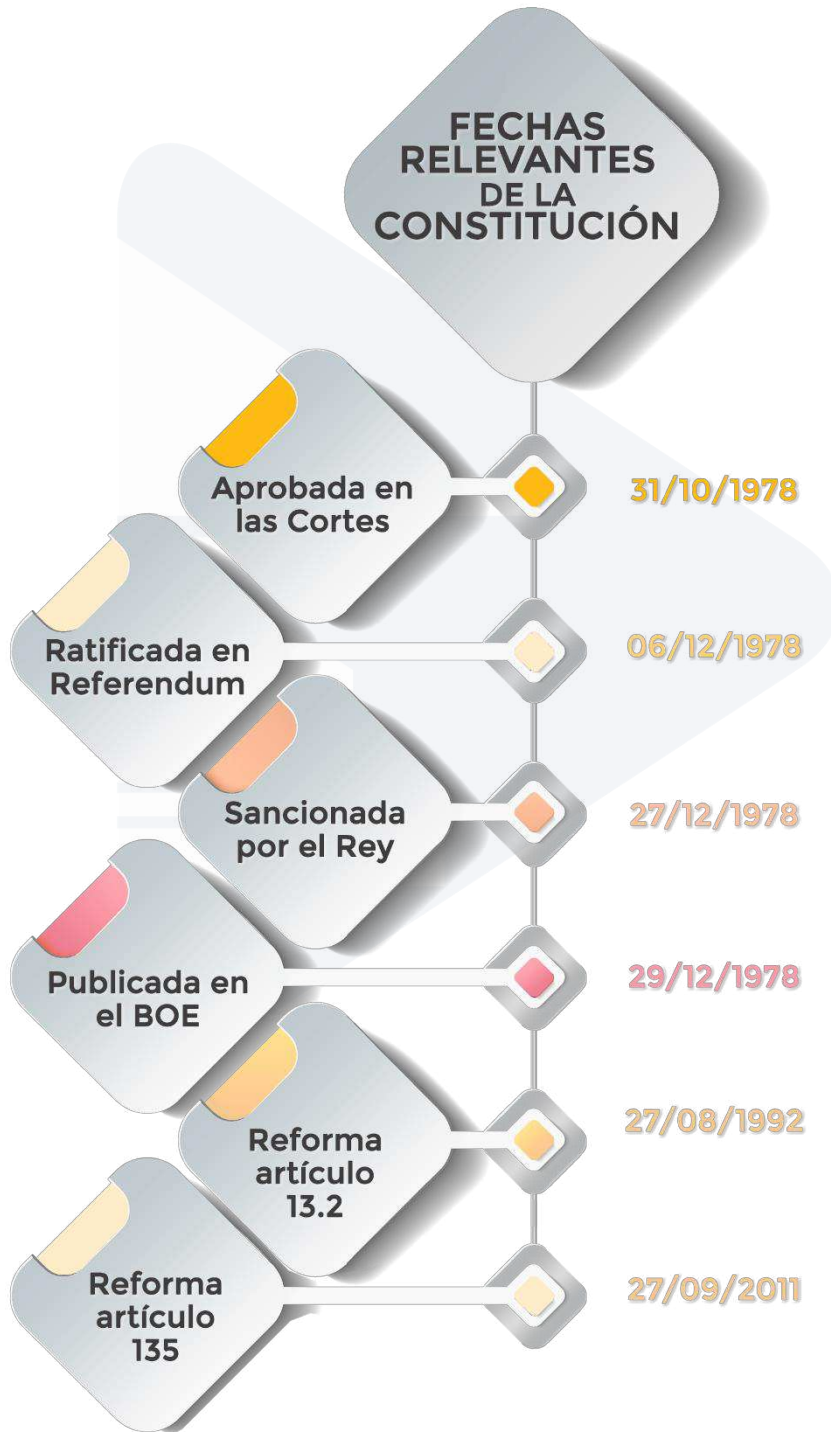 FECHAS
RELEVANTES
DE LA
CONSTITUCIÓN
Aprobada en
las Cortes
31/10/1978
Ratificada en
Referendum
06/12/1978
Sancionada
por el Rey
27/12/1978
Publicada en
el BOE
29/12/1978
Reforma
artículo
13.2
27/08/1992
Reforma
artículo
135
27/09/2011